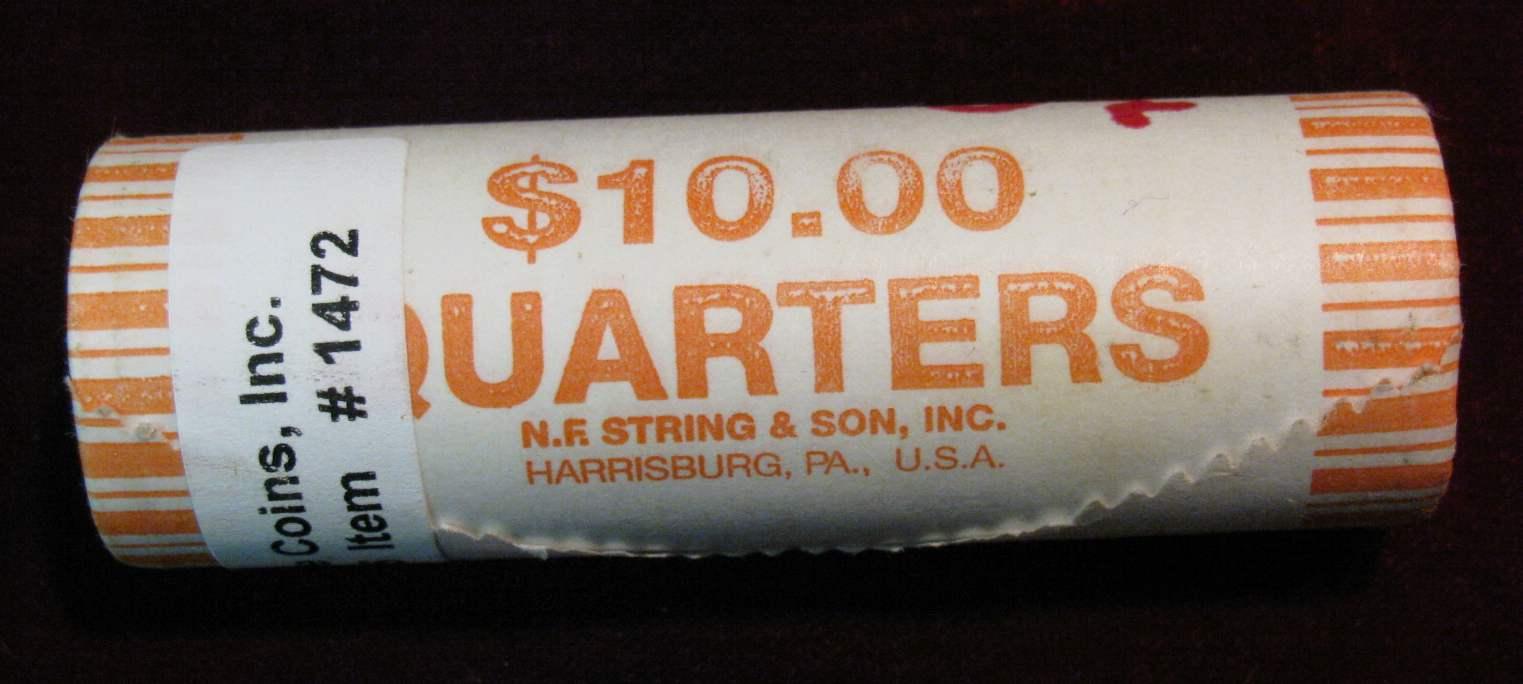 $10.00
QUARTERS
N.F. STRING & SON, INC.
HARRISBURG, PA., U.S.A.
Coins, Inc.
Item # 1472